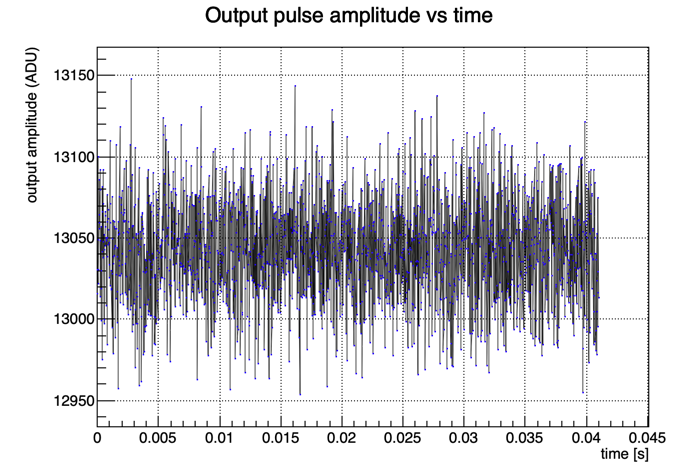 Output pulse amplitude vs time
output amplitude (ADU)
13150
13100
13050
13000
12950
0 0.005 0.01 0.015 0.02 0.025 0.03 0.035 0.04 0.045
time [s]